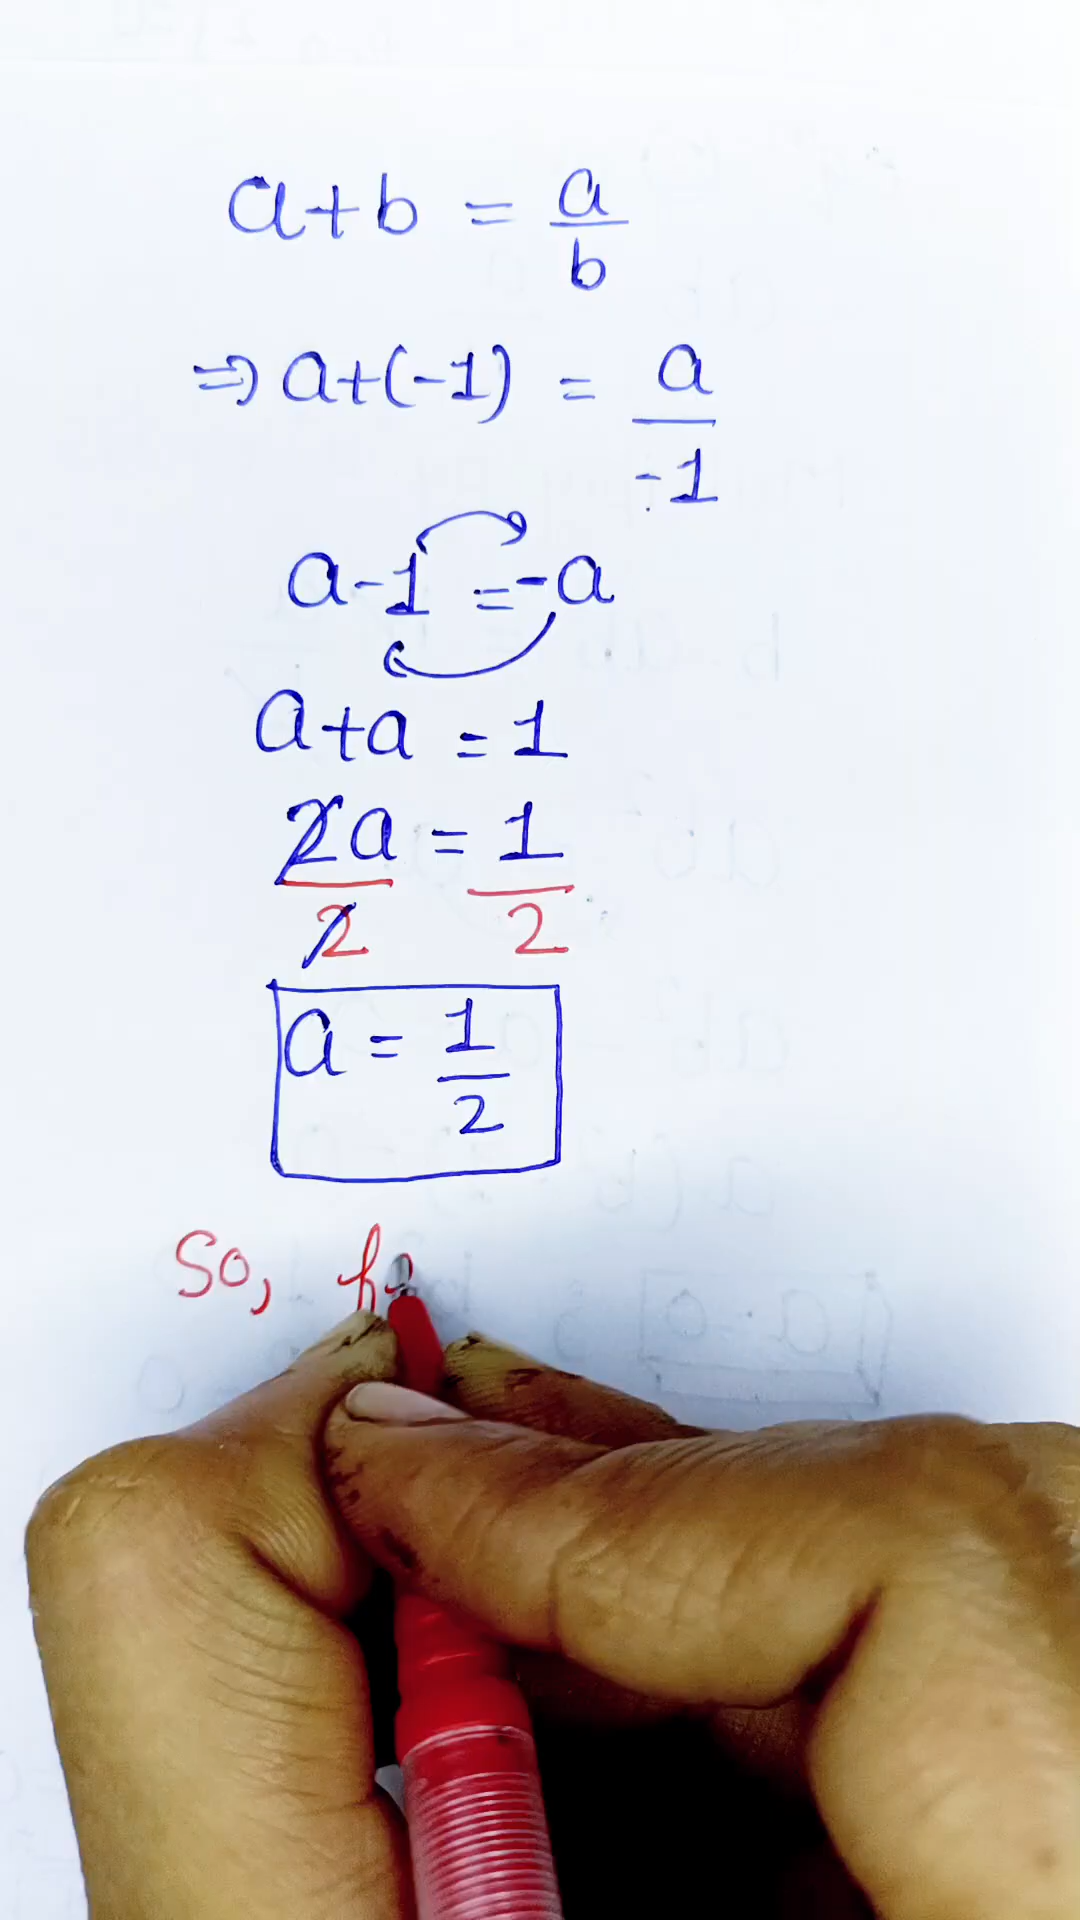 a+b = a/b
⇒ a+(-1) = a/-1
a-1 = -a
a+a = 1
2a/2 = 1/2
a = 1/2
So,